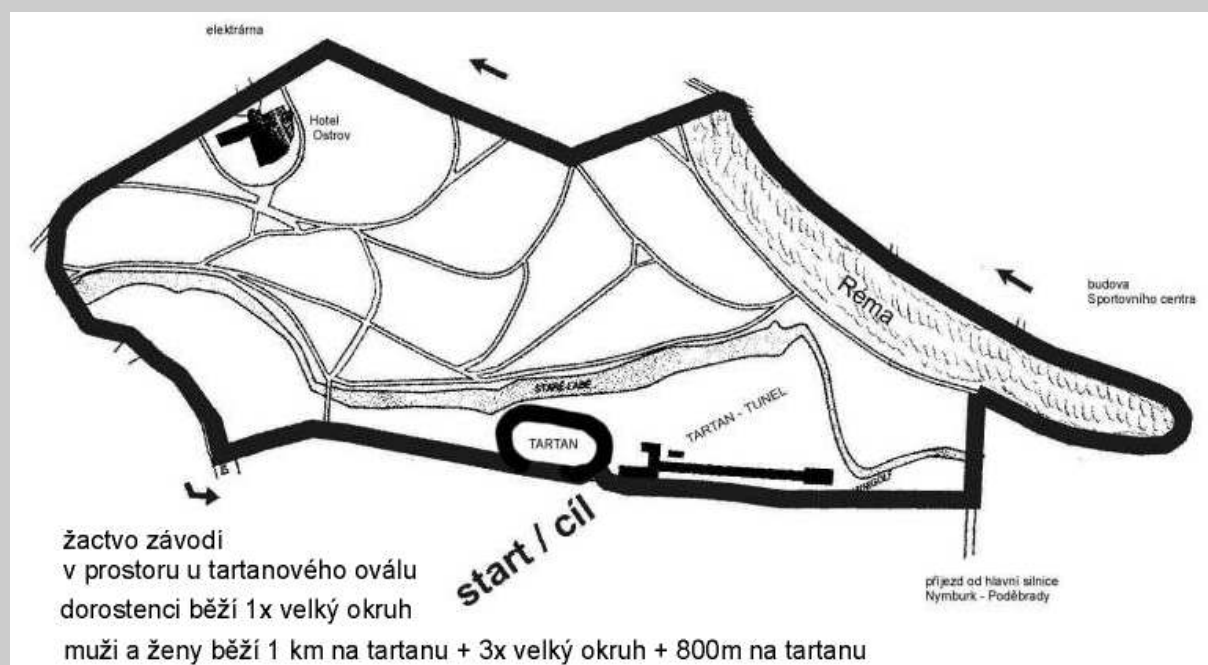 elektrárna
Hotel
Ostrov
Réma
budova
Sportovního centra
STARÉ LABE
TARTAN - TUNEL
TARTAN
MINIGOLF
start / cíl
žactvo závodí
v prostoru u tartanového oválu
dorostenci běží 1x velký okruh
muži a ženy běží 1 km na tartanu + 3x velký okruh + 800m na tartanu
příjezd od hlavní silnice
Nymburk - Poděbrady